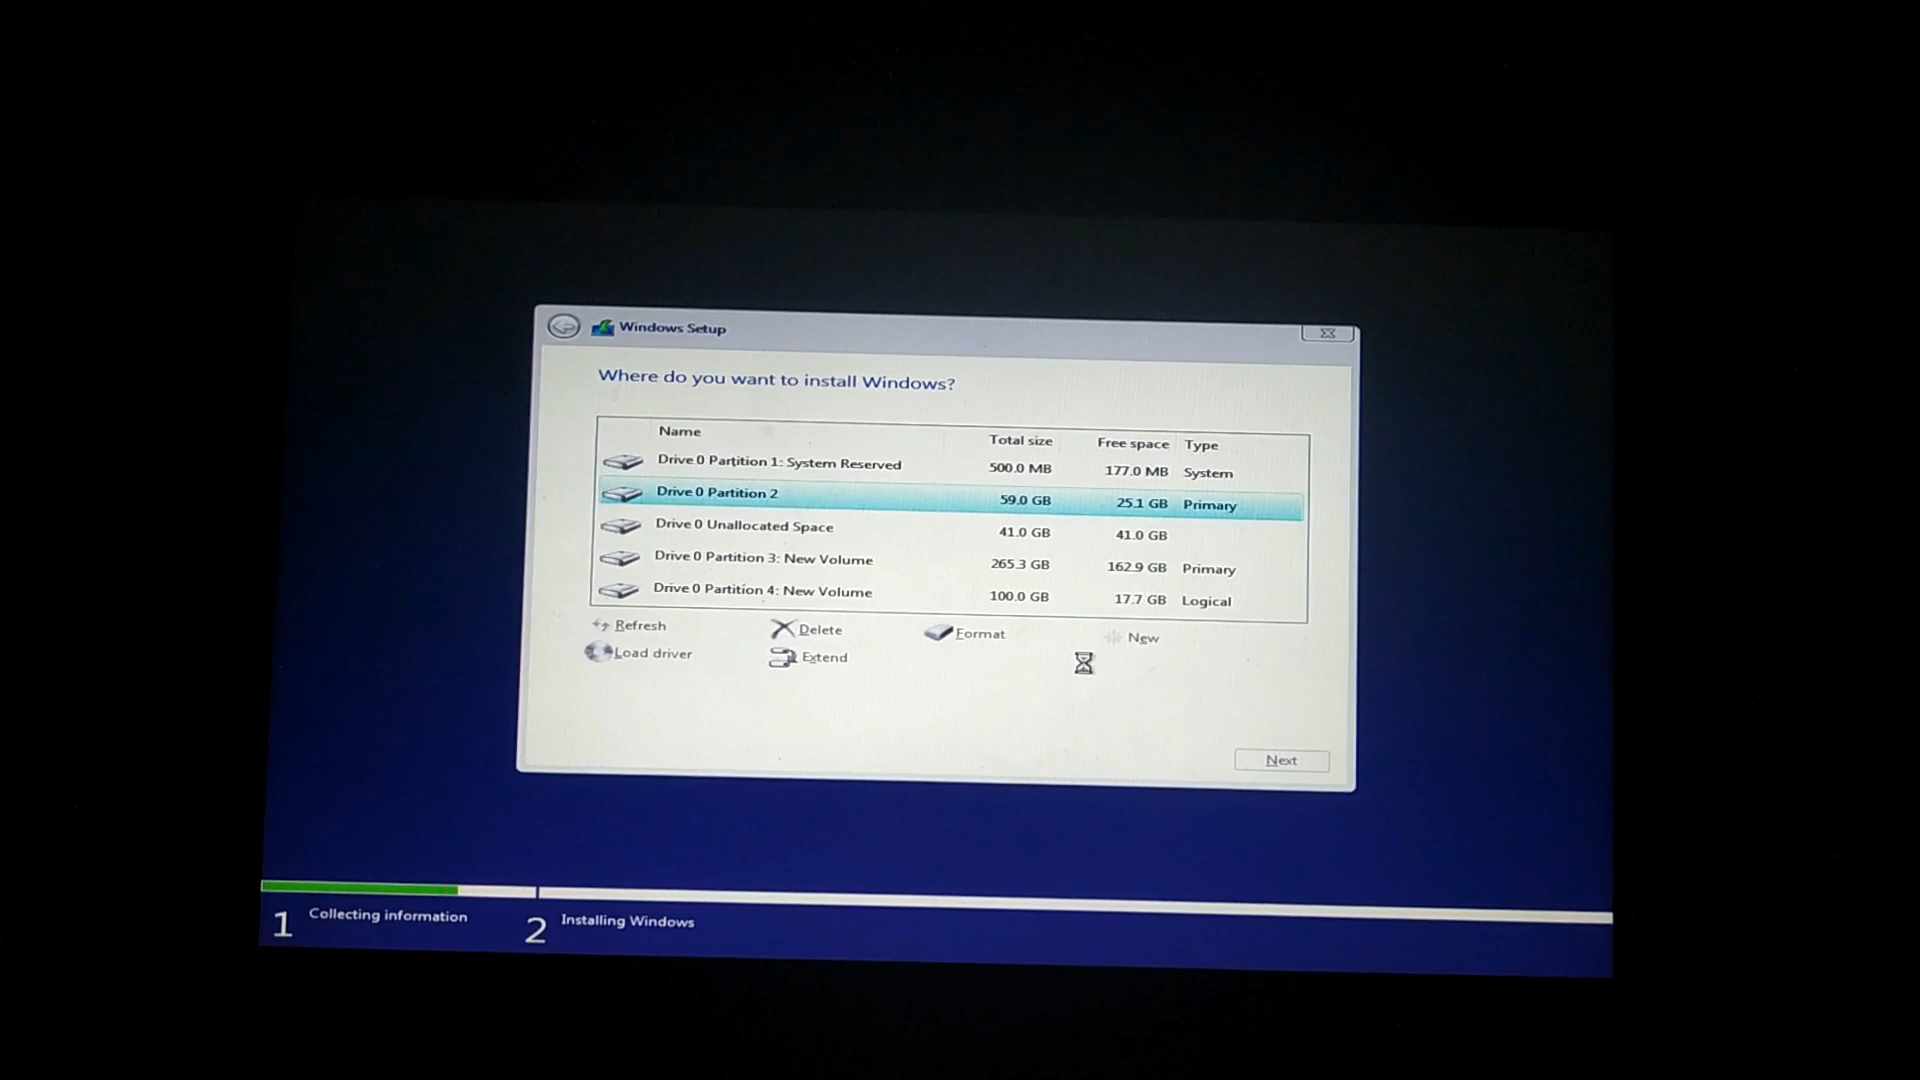 Windows Setup
Where do you want to install Windows?
Name Total size Free space Type
Drive 0 Partition 1: System Reserved 500.0 MB 177.0 MB System
Drive 0 Partition 2 59.0 GB 25.1 GB Primary
Drive 0 Unallocated Space 41.0 GB 41.0 GB
Drive 0 Partition 3: New Volume 265.3 GB 162.9 GB Primary
Drive 0 Partition 4: New Volume 100.0 GB 17.7 GB Logical
Refresh Delete Format New
Load driver Extend
Next
1 Collecting information 2 Installing Windows